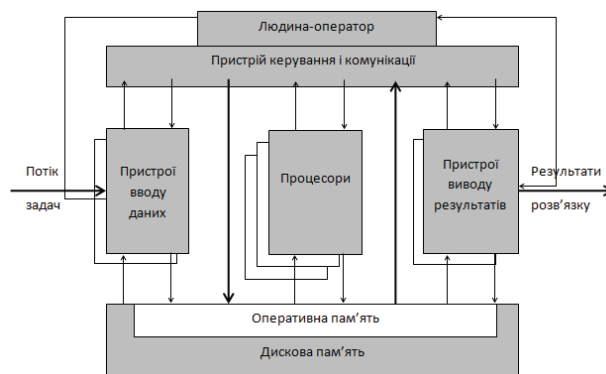 Людина-оператор
Пристрій керування і комунікації
Потік
задач
Пристрої
вводу
даних
Процесори
Пристрої
виводу
результатів
Результати
розв’язку
Оперативна пам’ять
Дискова пам’ять